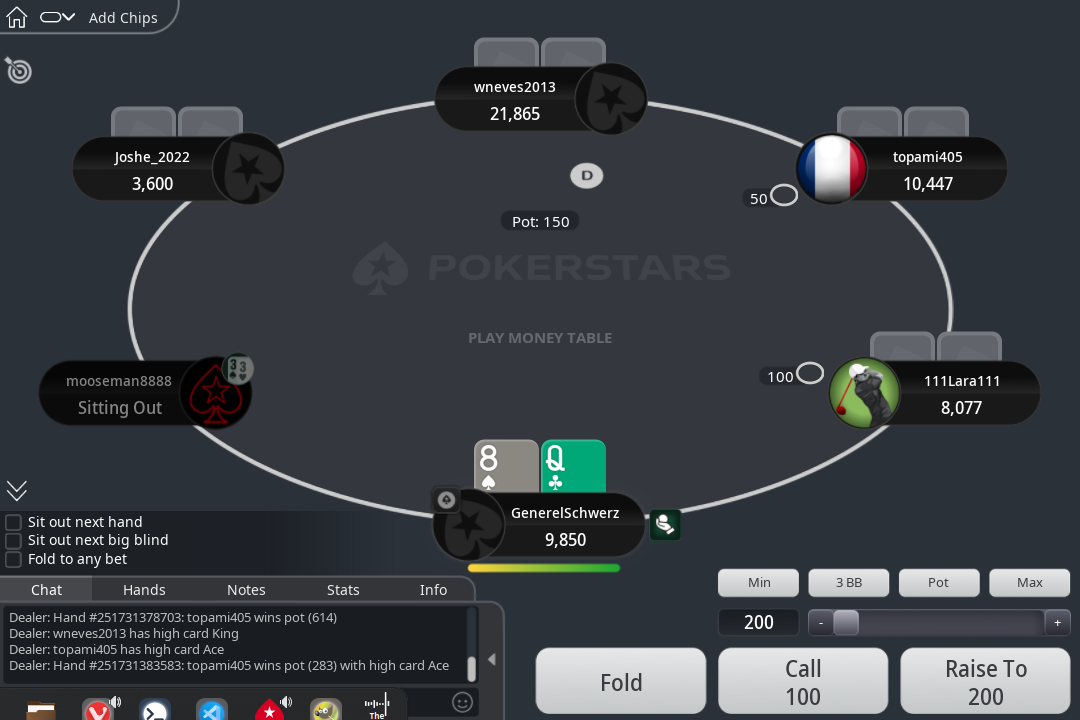 Add Chips
wneves2013
21,865
Joshe_2022
3,600
topami405
10,447
D
50
Pot: 150
POKERSTARS
PLAY MONEY TABLE
mooseman8888
Sitting Out
3 3
100
111Lara111
8,077
8 Q
GenerelSchwerz
9,850
Sit out next hand
Sit out next big blind
Fold to any bet
Chat Hands Notes Stats Info
Dealer: Hand #251731378703: topami405 wins pot (614)
Dealer: wneves2013 has high card King
Dealer: topami405 has high card Ace
Dealer: Hand #251731383583: topami405 wins pot (283) with high card Ace
Min 3 BB Pot Max
200 - +
Fold
Call
100
Raise To
200
The